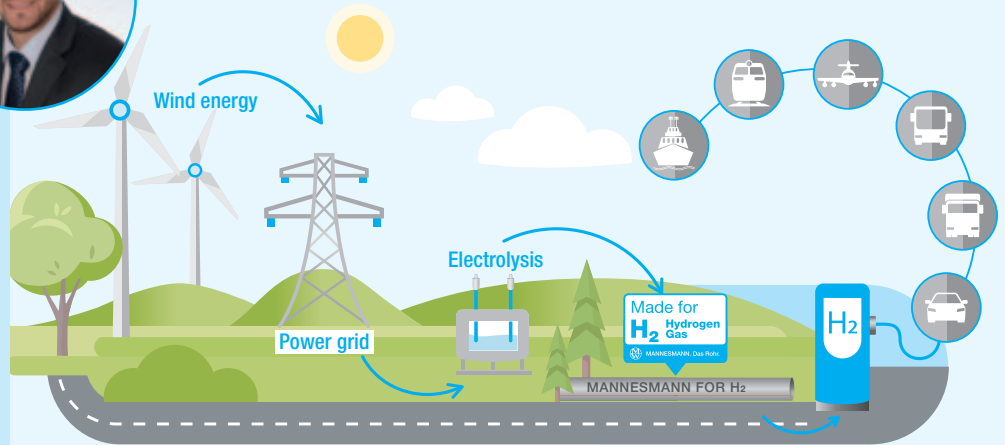 Wind energy
Electrolysis
Power grid
Made for
H₂ Hydrogen
Gas
MANNESMANN. Das Rohr.
MANNESMANN FOR H₂
H₂